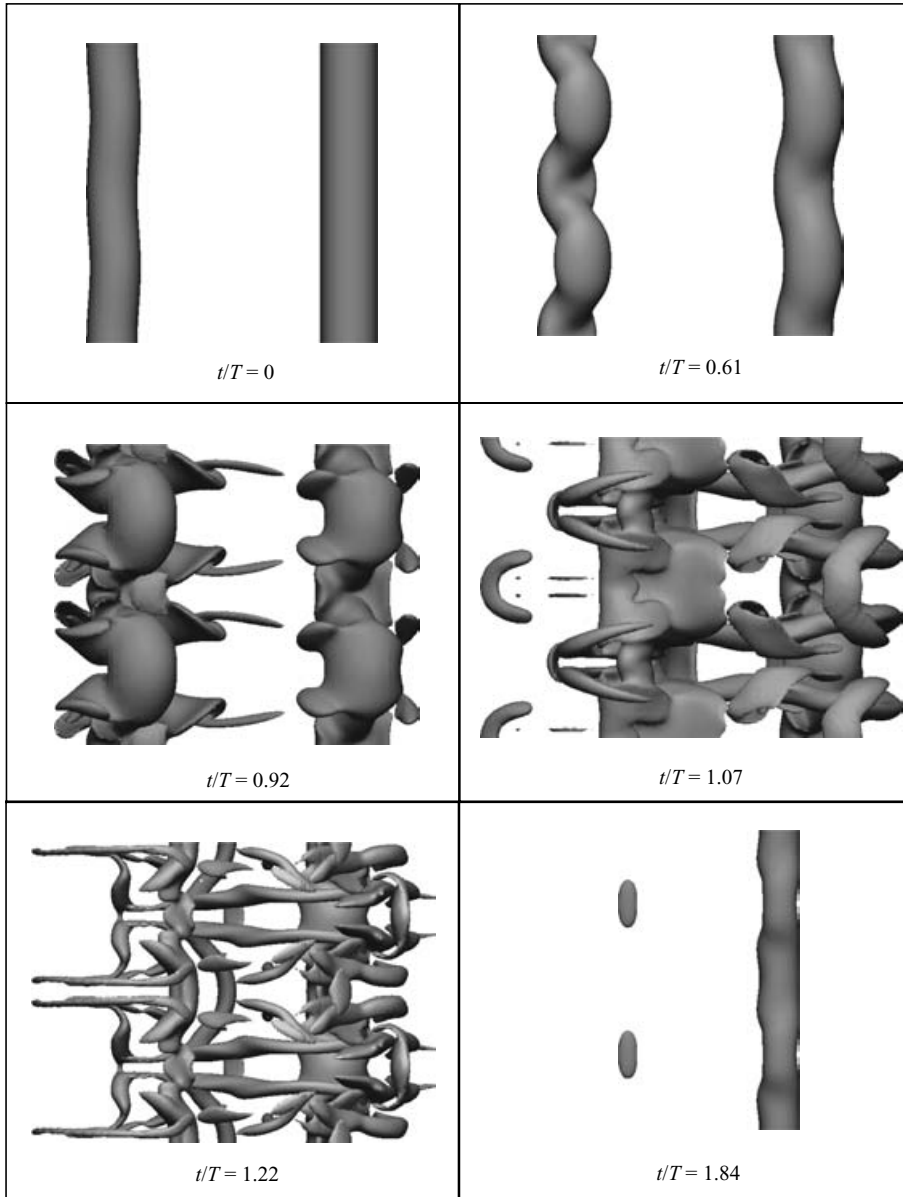 t/T = 0
t/T = 0.61
t/T = 0.92
t/T = 1.07
t/T = 1.22
t/T = 1.84